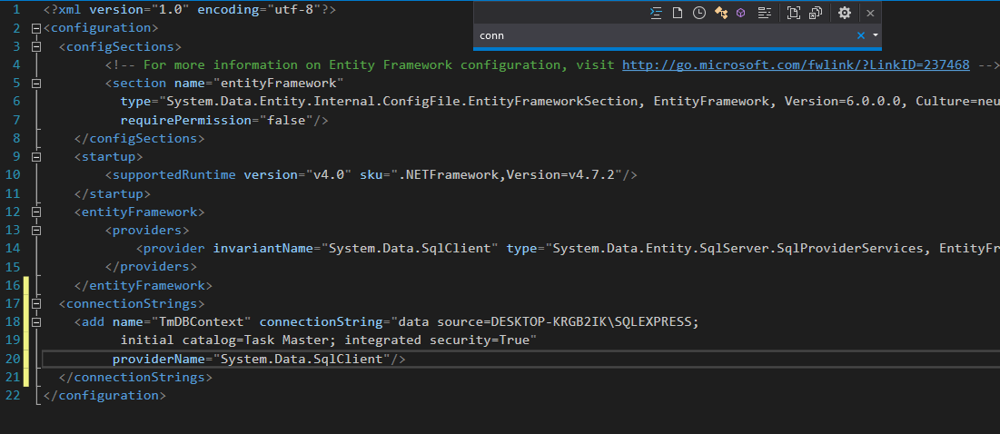 conn
1 <?xml version="1.0" encoding="utf-8"?>
2 <configuration>
3 <configSections>
4 <!-- For more information on Entity Framework configuration, visit http://go.microsoft.com/fwlink/?LinkID=237468 -->
5 <section name="entityFramework"
6 type="System.Data.Entity.Internal.ConfigFile.EntityFrameworkSection, EntityFramework, Version=6.0.0.0, Culture=neu
7 requirePermission="false"/>
8 </configSections>
9 <startup>
10 <supportedRuntime version="v4.0" sku=".NETFramework,Version=v4.7.2"/>
11 </startup>
12 <entityFramework>
13 <providers>
14 <provider invariantName="System.Data.SqlClient" type="System.Data.Entity.SqlServer.SqlProviderServices, EntityFr
15 </providers>
16 </entityFramework>
17 <connectionStrings>
18 <add name="TmDBContext" connectionString="data source=DESKTOP-KRGB2IK\SQLEXPRESS;
19 initial catalog=Task Master; integrated security=True"
20 providerName="System.Data.SqlClient"/>
21 </connectionStrings>
22 </configuration>